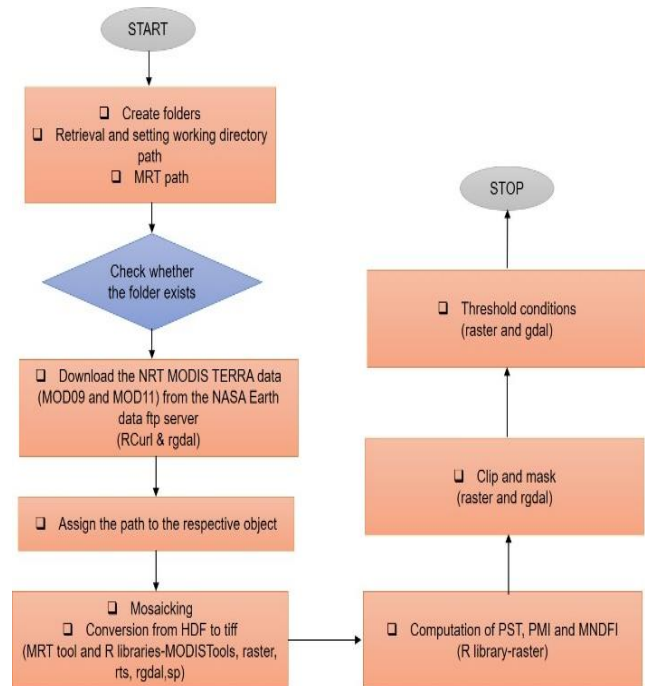 START
❑ Create folders
❑ Retrieval and setting working directory
path
❑ MRT path
Check whether
the folder exists
❑ Download the NRT MODIS TERRA data
(MOD09 and MOD11) from the NASA Earth
data ftp server
(RCurl & rgdal)
❑ Assign the path to the respective object
❑ Mosaicking
❑ Conversion from HDF to tiff
(MRT tool and R libraries-MODISTools, raster,
rts, rgdal,sp)
❑ Computation of PST, PMI and MNDFI
(R library-raster)
❑ Clip and mask
(raster and rgdal)
❑ Threshold conditions
(raster and gdal)
STOP